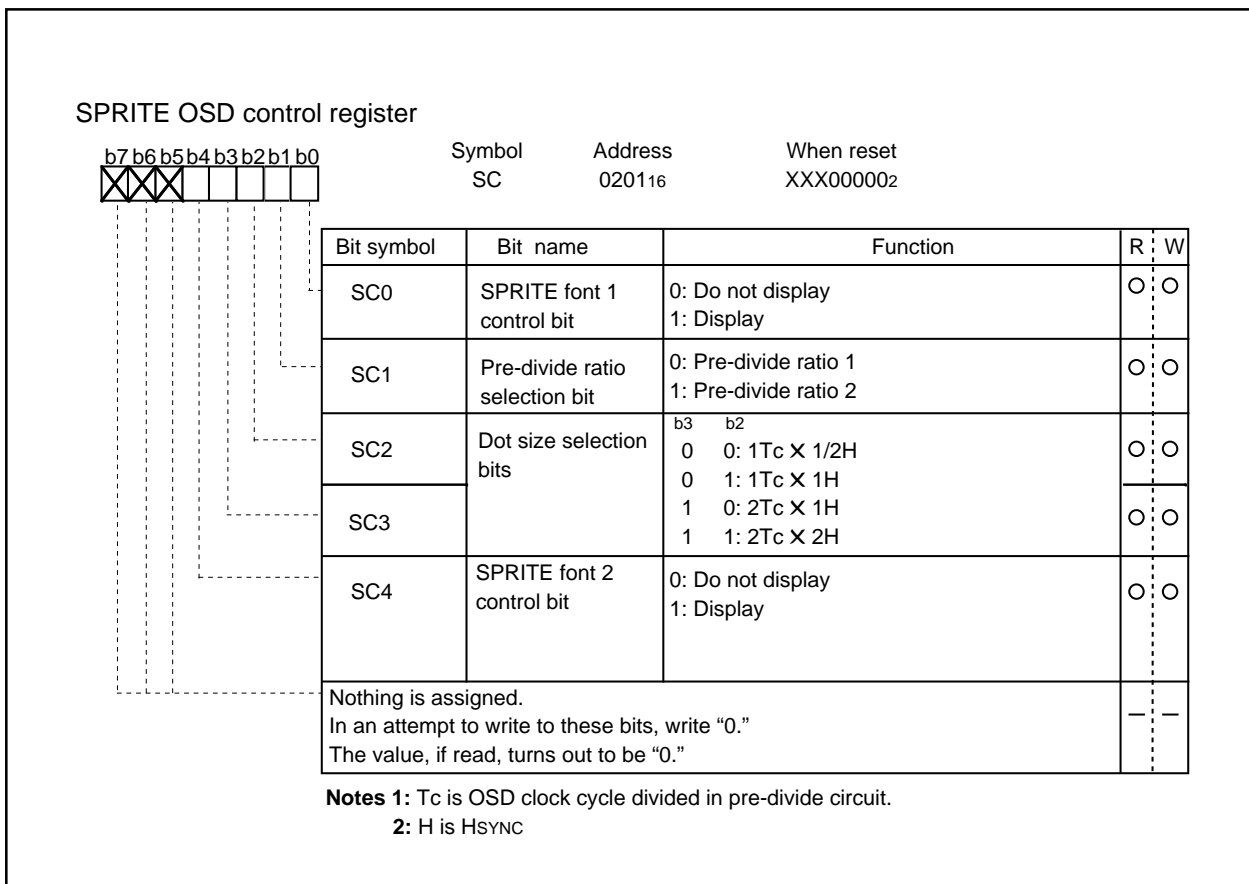 SPRITE OSD control register
b7 b6 b5 b4 b3 b2 b1 b0
Symbol Address When reset
SC 020116 XXX000002
Bit symbol Bit name Function R W
SC0 SPRITE font 1 control bit 0: Do not display
1: Display
SC1 Pre-divide ratio selection bit 0: Pre-divide ratio 1
1: Pre-divide ratio 2
SC2 Dot size selection bits b3 b2
0 0: 1Tc X 1/2H
0 1: 1Tc X 1H
SC3 1 0: 2Tc X 1H
1 1: 2Tc X 2H
SC4 SPRITE font 2 control bit 0: Do not display
1: Display
Nothing is assigned.
In an attempt to write to these bits, write “0.”
The value, if read, turns out to be “0.”
Notes 1: Tc is OSD clock cycle divided in pre-divide circuit.
2: H is HSYNC